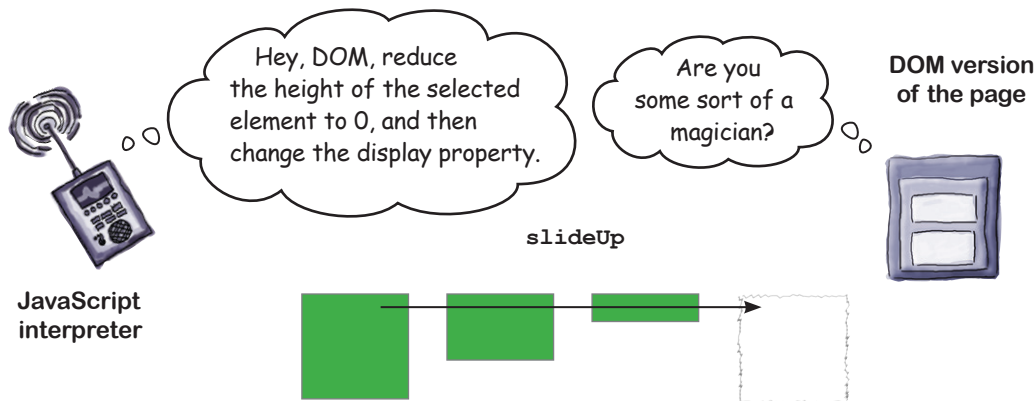 Hey, DOM, reduce
the height of the selected
element to 0, and then
change the display property.
Are you
some sort of a
magician?
DOM version
of the page
JavaScript
interpreter
slideUp